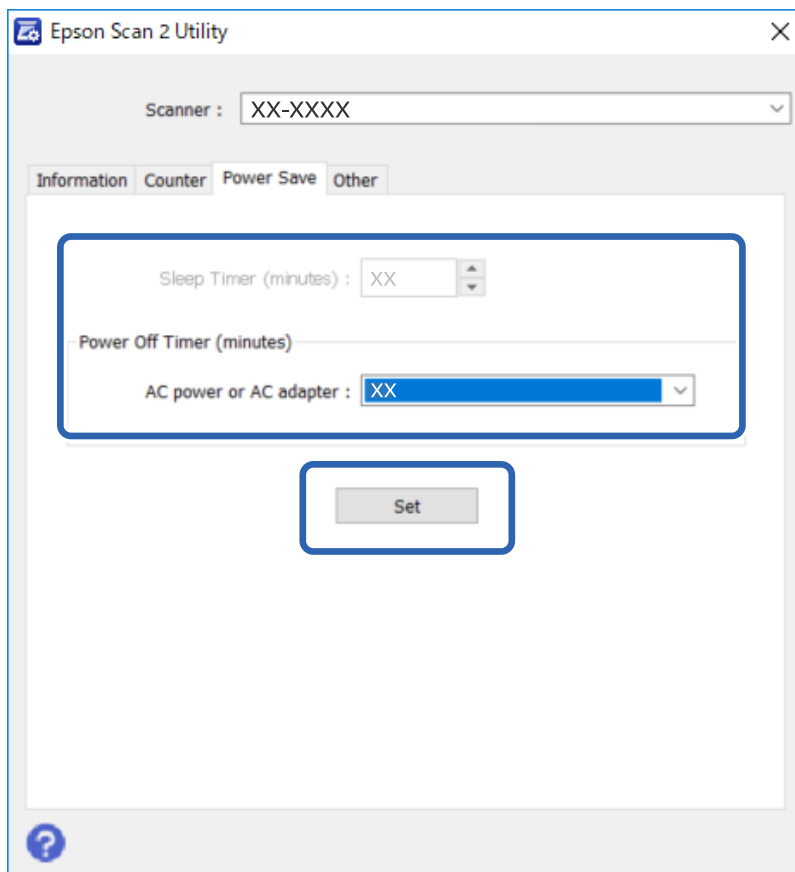 Epson Scan 2 Utility
Scanner : XX-XXXX
Information Counter Power Save Other
Sleep Timer (minutes) : XX
Power Off Timer (minutes)
AC power or AC adapter : XX
Set
?